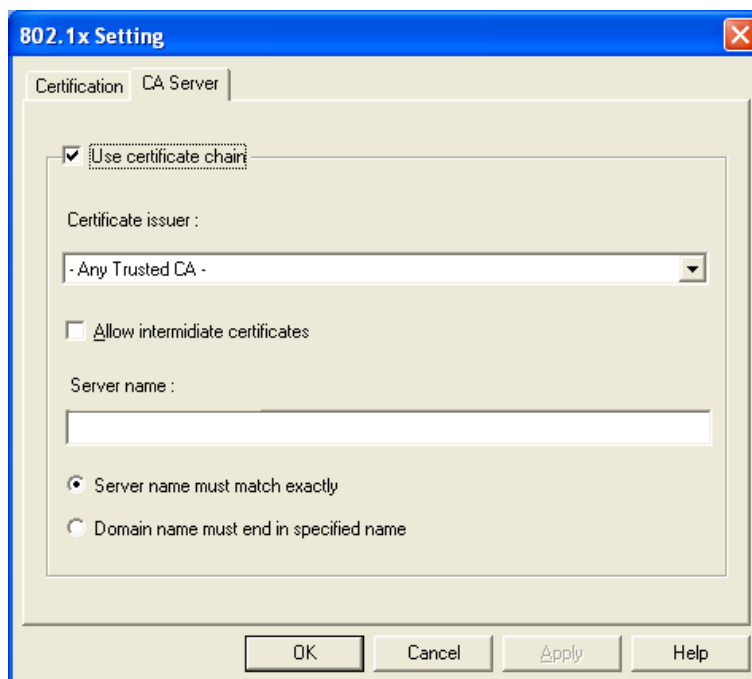 802.1x Setting
Certification CA Server
Use certificate chain
Certificate issuer :
- Any Trusted CA -
Allow intermidiate certificates
Server name :
Server name must match exactly
Domain name must end in specified name
OK Cancel Apply Help